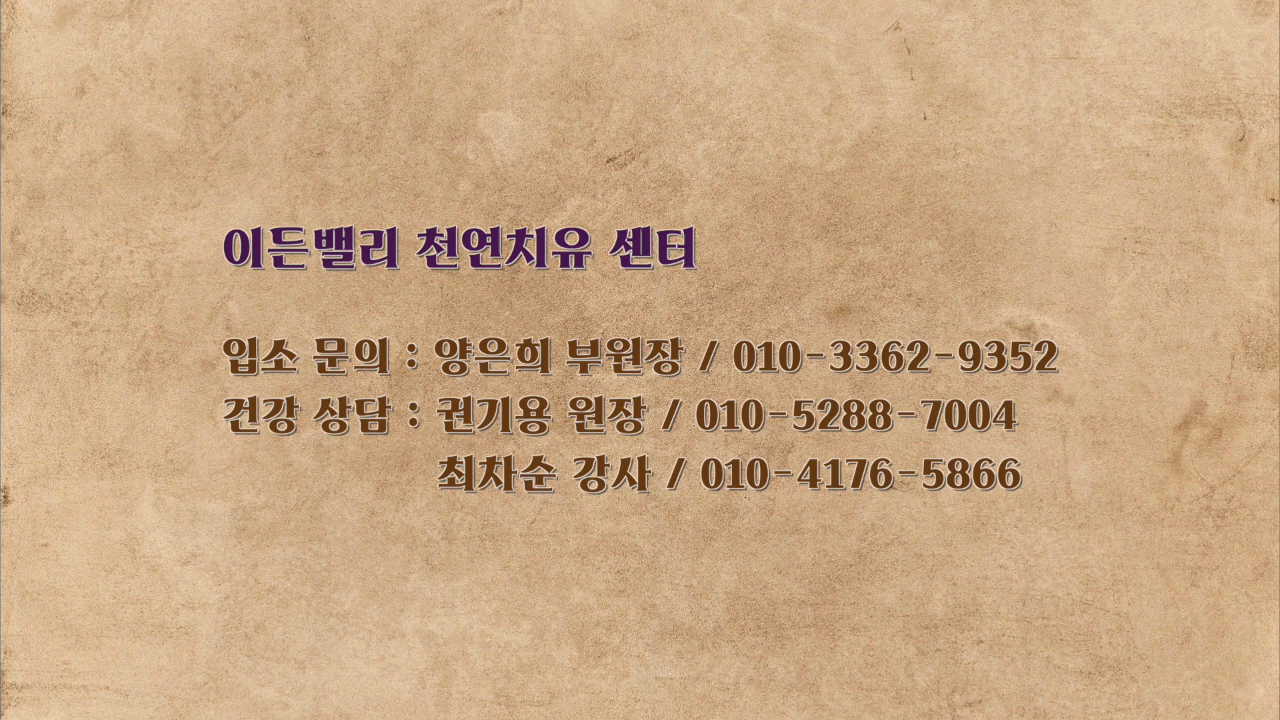 이든밸리 천연치유 센터
입소 문의 : 양은희 부원장 / 010-3362-9352
건강 상담 : 권기용 원장 / 010-5288-7004
최차순 강사 / 010-4176-5866